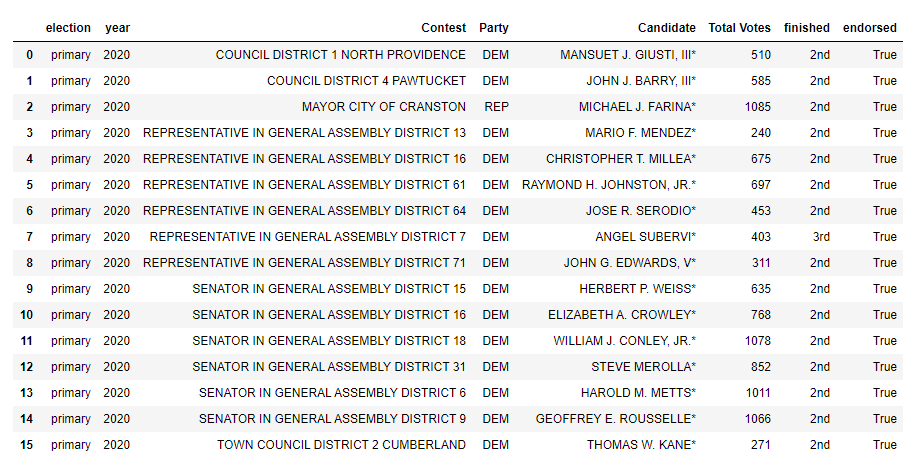 election year Contest Party Candidate Total Votes finished endorsed
0 primary 2020 COUNCIL DISTRICT 1 NORTH PROVIDENCE DEM MANSUET J. GIUSTI, III* 510 2nd True
1 primary 2020 COUNCIL DISTRICT 4 PAWTUCKET DEM JOHN J. BARRY, III* 585 2nd True
2 primary 2020 MAYOR CITY OF CRANSTON REP MICHAEL J. FARINA* 1085 2nd True
3 primary 2020 REPRESENTATIVE IN GENERAL ASSEMBLY DISTRICT 13 DEM MARIO F. MENDEZ* 240 2nd True
4 primary 2020 REPRESENTATIVE IN GENERAL ASSEMBLY DISTRICT 16 DEM CHRISTOPHER T. MILLEA* 675 2nd True
5 primary 2020 REPRESENTATIVE IN GENERAL ASSEMBLY DISTRICT 61 DEM RAYMOND H. JOHNSTON, JR.* 697 2nd True
6 primary 2020 REPRESENTATIVE IN GENERAL ASSEMBLY DISTRICT 64 DEM JOSE R. SERODIO* 453 2nd True
7 primary 2020 REPRESENTATIVE IN GENERAL ASSEMBLY DISTRICT 7 DEM ANGEL SUBERVI* 403 3rd True
8 primary 2020 REPRESENTATIVE IN GENERAL ASSEMBLY DISTRICT 71 DEM JOHN G. EDWARDS, V* 311 2nd True
9 primary 2020 SENATOR IN GENERAL ASSEMBLY DISTRICT 15 DEM HERBERT P. WEISS* 635 2nd True
10 primary 2020 SENATOR IN GENERAL ASSEMBLY DISTRICT 16 DEM ELIZABETH A. CROWLEY* 768 2nd True
11 primary 2020 SENATOR IN GENERAL ASSEMBLY DISTRICT 18 DEM WILLIAM J. CONLEY, JR.* 1078 2nd True
12 primary 2020 SENATOR IN GENERAL ASSEMBLY DISTRICT 31 DEM STEVE MEROLLA* 852 2nd True
13 primary 2020 SENATOR IN GENERAL ASSEMBLY DISTRICT 6 DEM HAROLD M. METTS* 1011 2nd True
14 primary 2020 SENATOR IN GENERAL ASSEMBLY DISTRICT 9 DEM GEOFFREY E. ROUSSELLE* 1066 2nd True
15 primary 2020 TOWN COUNCIL DISTRICT 2 CUMBERLAND DEM THOMAS W. KANE* 271 2nd True